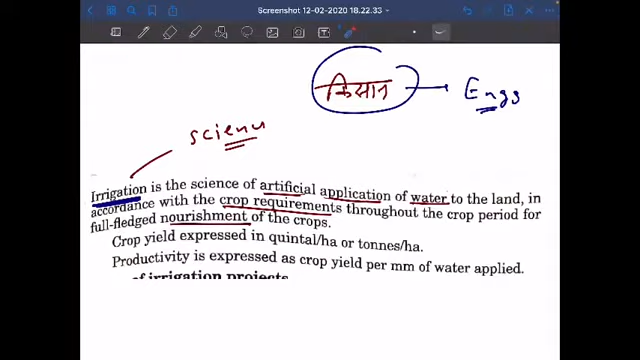 Screenshot 12-02-2020 18.22.33
किसान
Engs
science
Irrigation is the science of artificial application of water to the land, in
accordance with the crop requirements throughout the crop period for
full-fledged nourishment of the crops.
Crop yield expressed in quintal/ha or tonnes/ha.
Productivity is expressed as crop yield per mm of water applied.
of irrigation projects